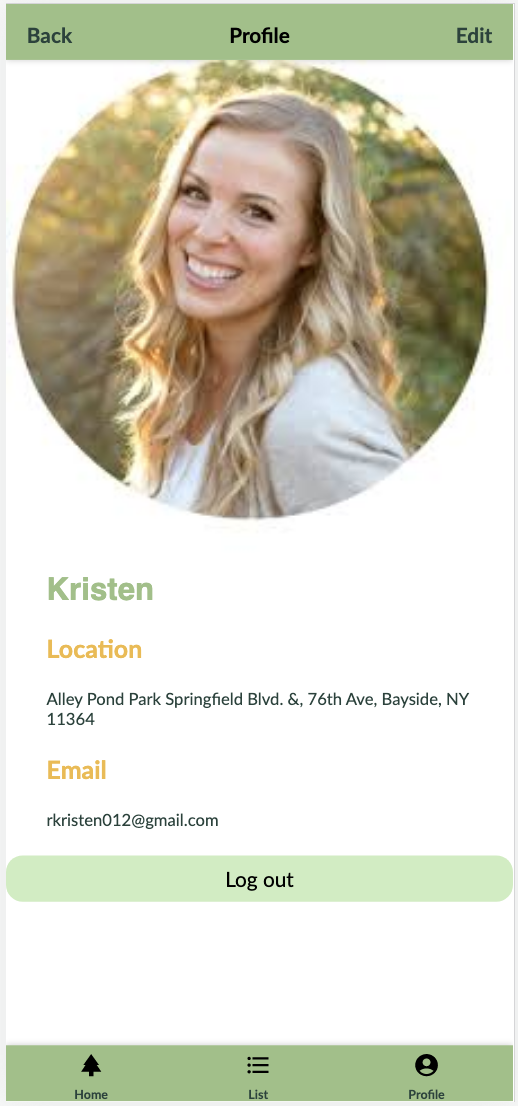 Back Profile Edit
Kristen
Location
Alley Pond Park Springfield Blvd. &, 76th Ave, Bayside, NY
11364
Email
rkristen012@gmail.com
Log out
Home List Profile